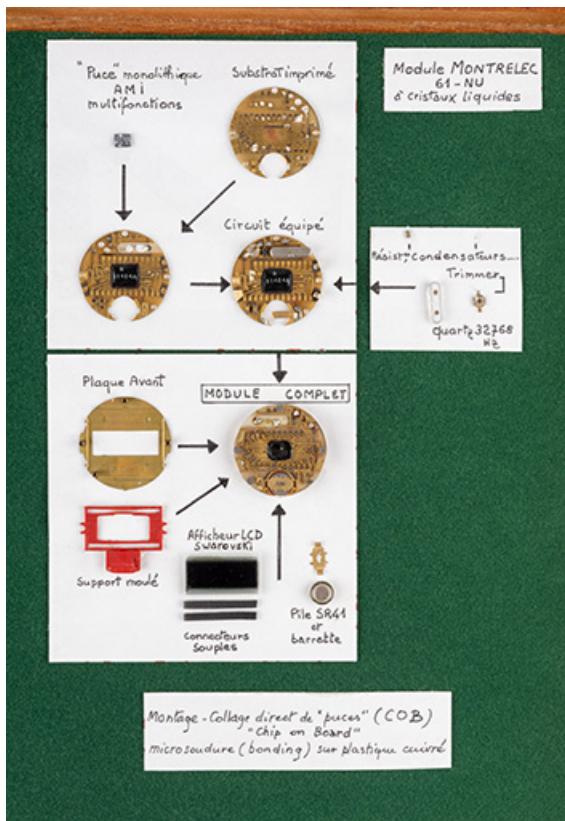 "Puce" monolithique
AMI
multifonctions
Substrat imprimé
Module MONTRELEC
61-NU
à cristaux liquides
Circuit équipé
Résist, Condensateurs....
Trimmer
quartz 32768
Hz
Plaque Avant
MODULE COMPLET
Support moulé
Afficheur LCD
SWAROVSKI
Connecteurs
Souples
Pile SR41
et
barrette
Montage-Collage direct de "puces" (COB)
"Chip on Board"
microsoudure (bonding) sur plastique cuivré